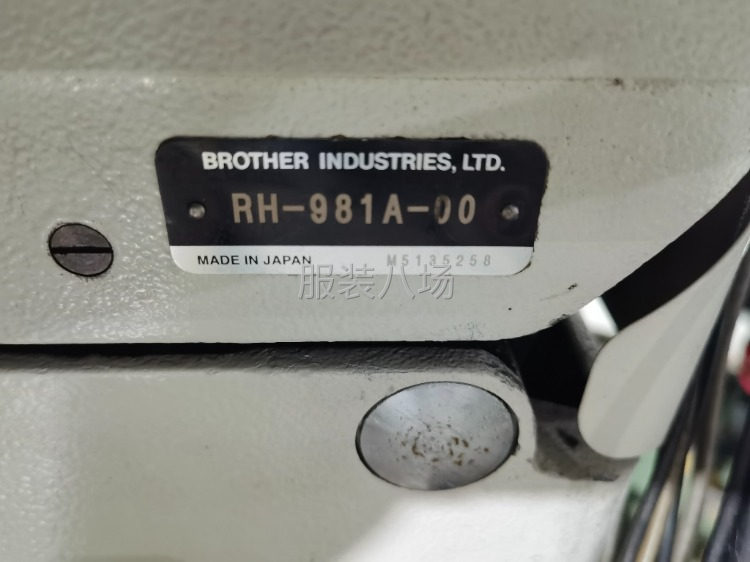 BROTHER INDUSTRIES, LTD.
RH-981A-00
MADE IN JAPAN M5135258
服装八场